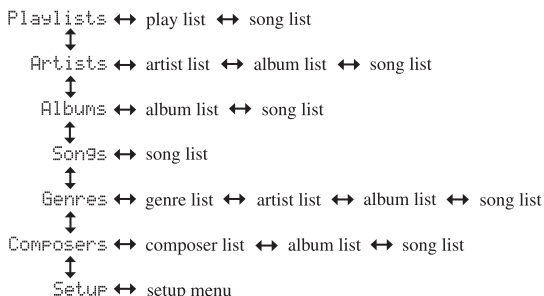 Playlists ↔ play list ↔ song list
Artists ↔ artist list ↔ album list ↔ song list
Albums ↔ album list ↔ song list
Songs ↔ song list
Genres ↔ genre list ↔ artist list ↔ album list ↔ song list
Composers ↔ composer list ↔ album list ↔ song list
Setup ↔ setup menu